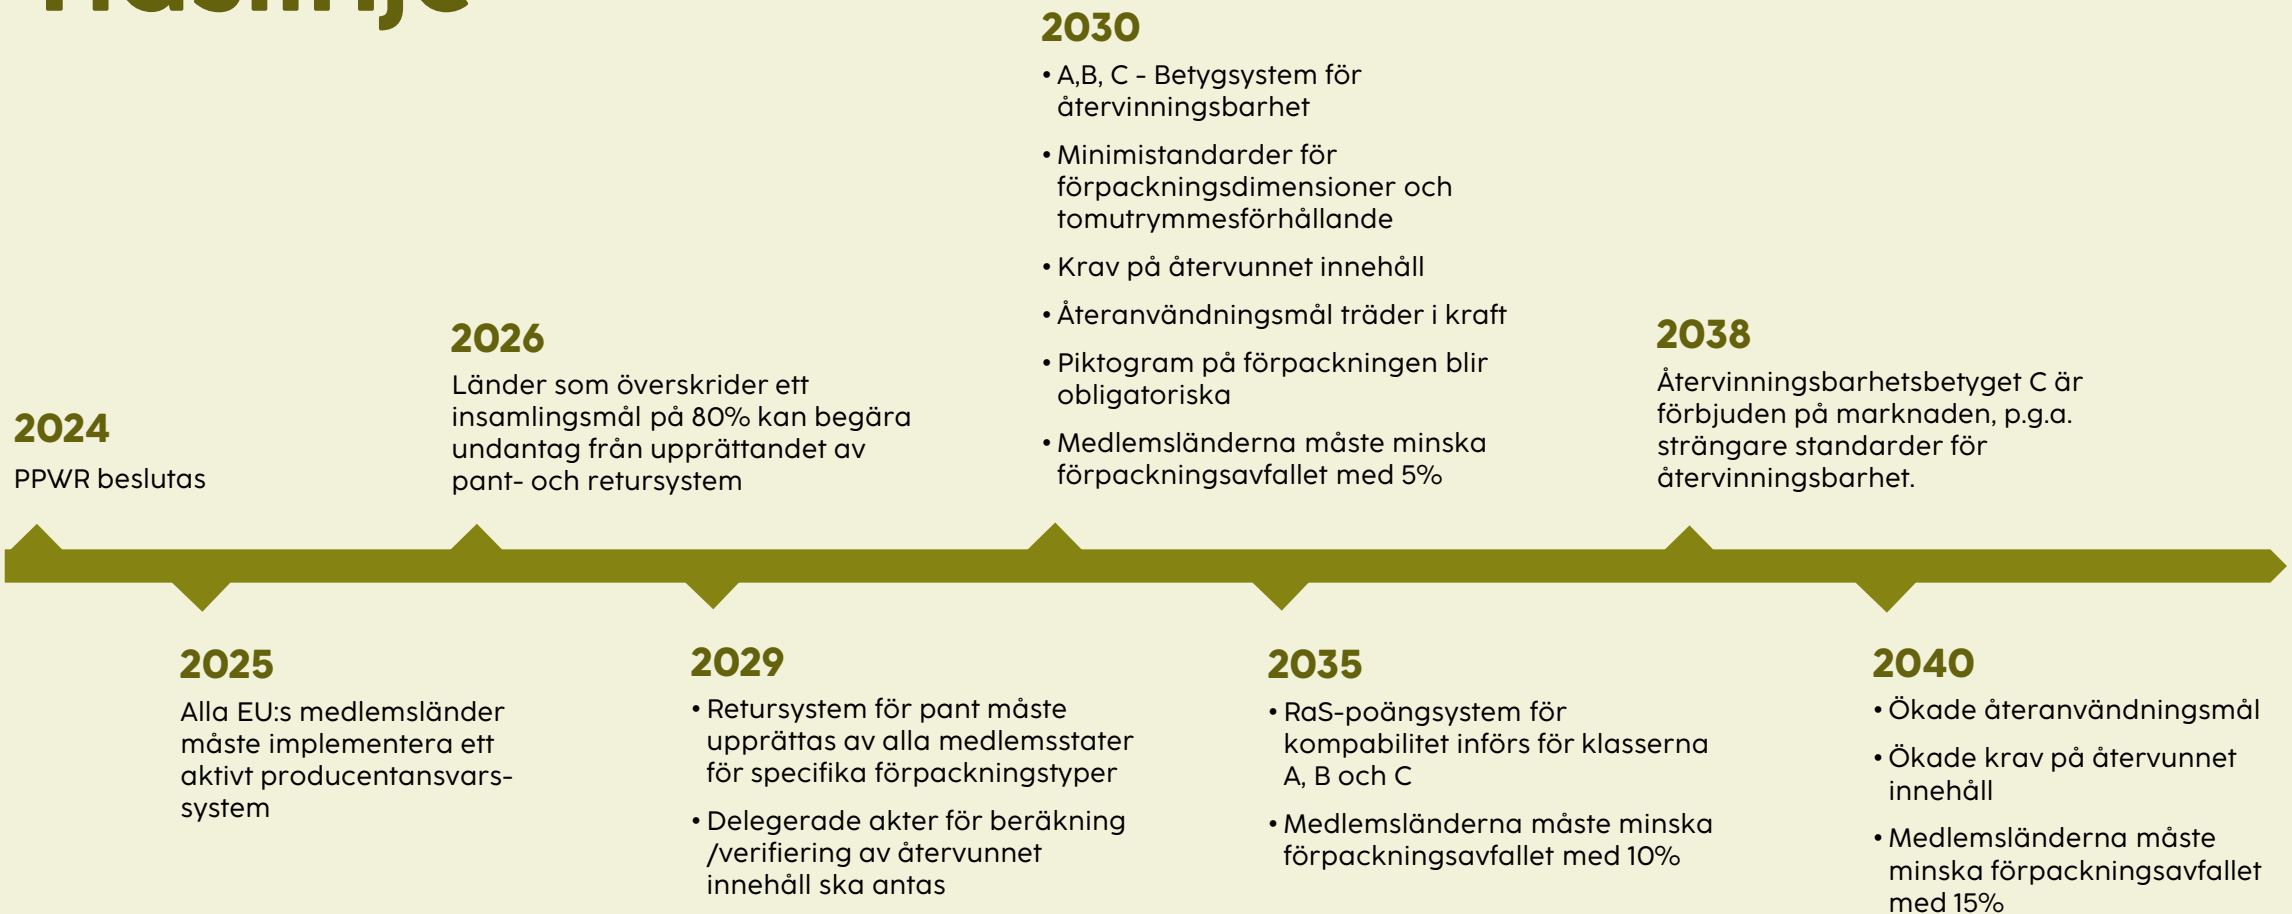 Tidslinje
2024
PPWR beslutas
2025
Alla EU:s medlemsländer
måste implementera ett
aktivt producentansvars-
system
2026
Länder som överskrider ett
insamlingsmål på 80% kan begära
undantag från upprättandet av
pant- och retursystem
2029
• Retursystem för pant måste
upprättas av alla medlemsstater
för specifika förpackningstyper
• Delegerade akter för beräkning
/verifiering av återvunnet
innehåll ska antas
2030
• A,B, C - Betygsystem för
återvinningsbarhet
• Minimistandarder för
förpackningsdimensioner och
tomutrymmesförhållande
• Krav på återvunnet innehåll
• Återanvändningsmål träder i kraft
• Piktogram på förpackningen blir
obligatoriska
• Medlemsländerna måste minska
förpackningsavfallet med 5%
2035
• RaS-poängsystem för
kompabilitet införs för klasserna
A, B och C
• Medlemsländerna måste minska
förpackningsavfallet med 10%
2038
Återvinningsbarhetsbetyget C är
förbjuden på marknaden, p.g.a.
strängare standarder för
återvinningsbarhet.
2040
• Ökade återanvändningsmål
• Ökade krav på återvunnet
innehåll
• Medlemsländerna måste
minska förpackningsavfallet
med 15%